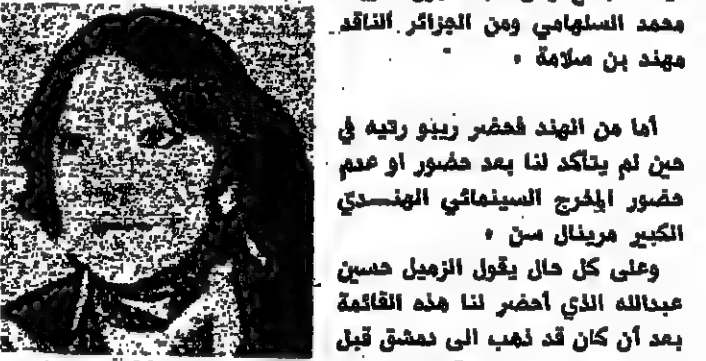 محمد السلهامي ومن الجزائر الناقد
مهند بن سلامة .
أما من الهند فحضر ريبو رتيه في
حين لم يتأكد لنا بعد حضور او عدم
حضور المخرج السينمائي الهندي
الكبير مرينال سن .
وعلى كل حال يقول الزميل حسين
عبدالله الذي أحضر لنا هذه القائمة
بعد أن كان قد ذهب الى دمشق قبل